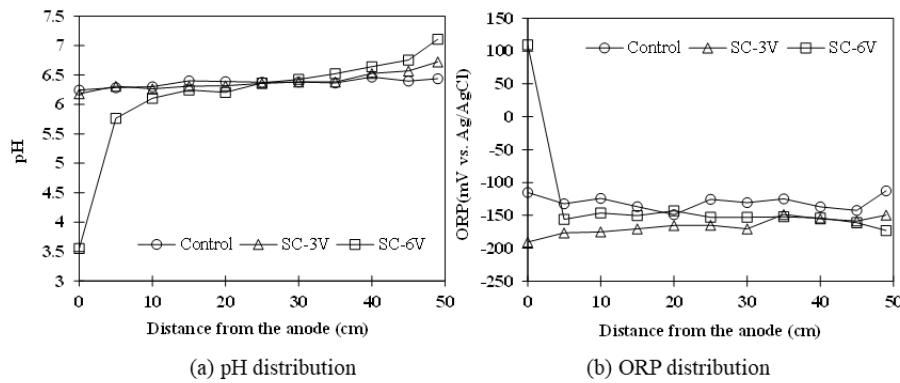 7.5
7
6.5
6
5.5
5
4.5
4
3.5
3
pH
Control SC-3V SC-6V
0 10 20 30 40 50
Distance from the anode (cm)
(a) pH distribution
150
100
50
0
-50
-100
-150
-200
-250
ORP(mV vs. Ag/AgCl)
Control SC-3V SC-6V
0 10 20 30 40 50
Distance from the anode (cm)
(b) ORP distribution